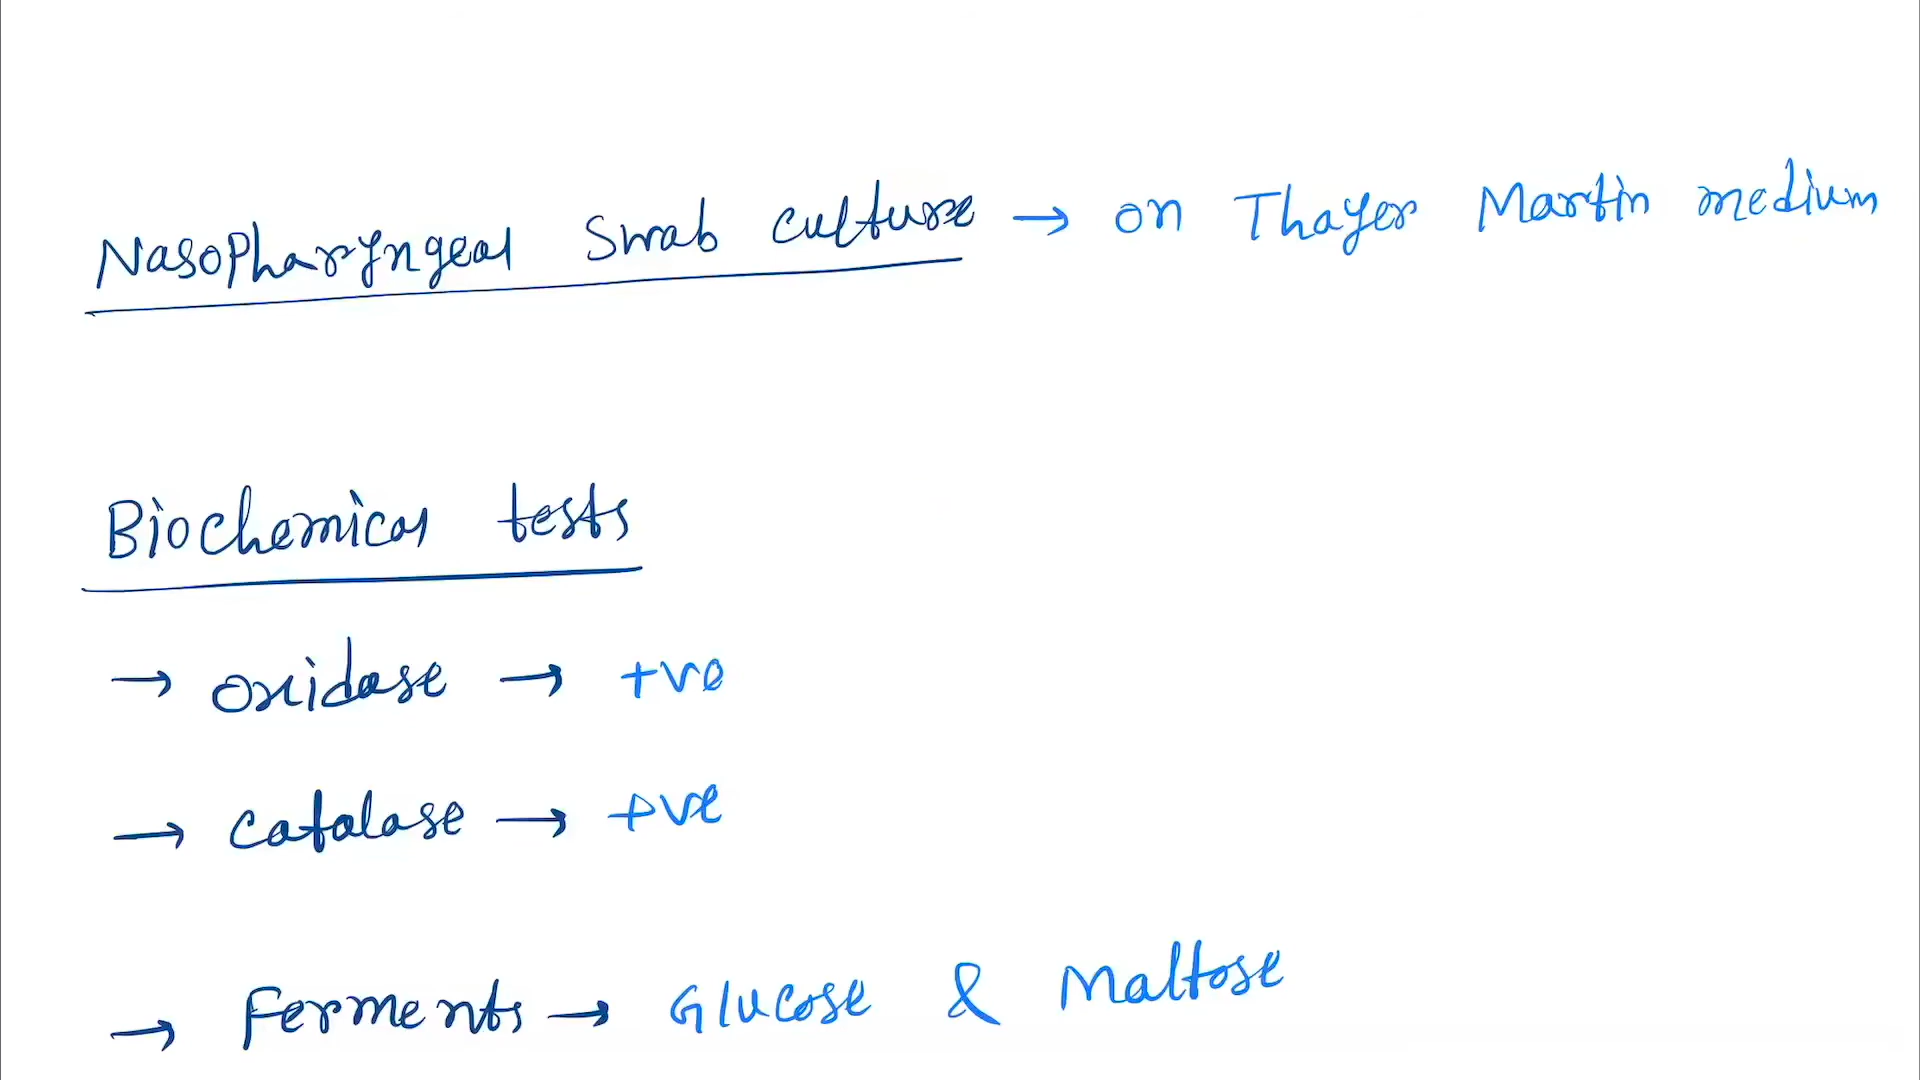 Nasopharyngeal Swab culture → on Thayer Martin medium
Biochemical tests
→ oxidase → +ve
→ catalase → +ve
→ Ferments → Glucose & Maltose